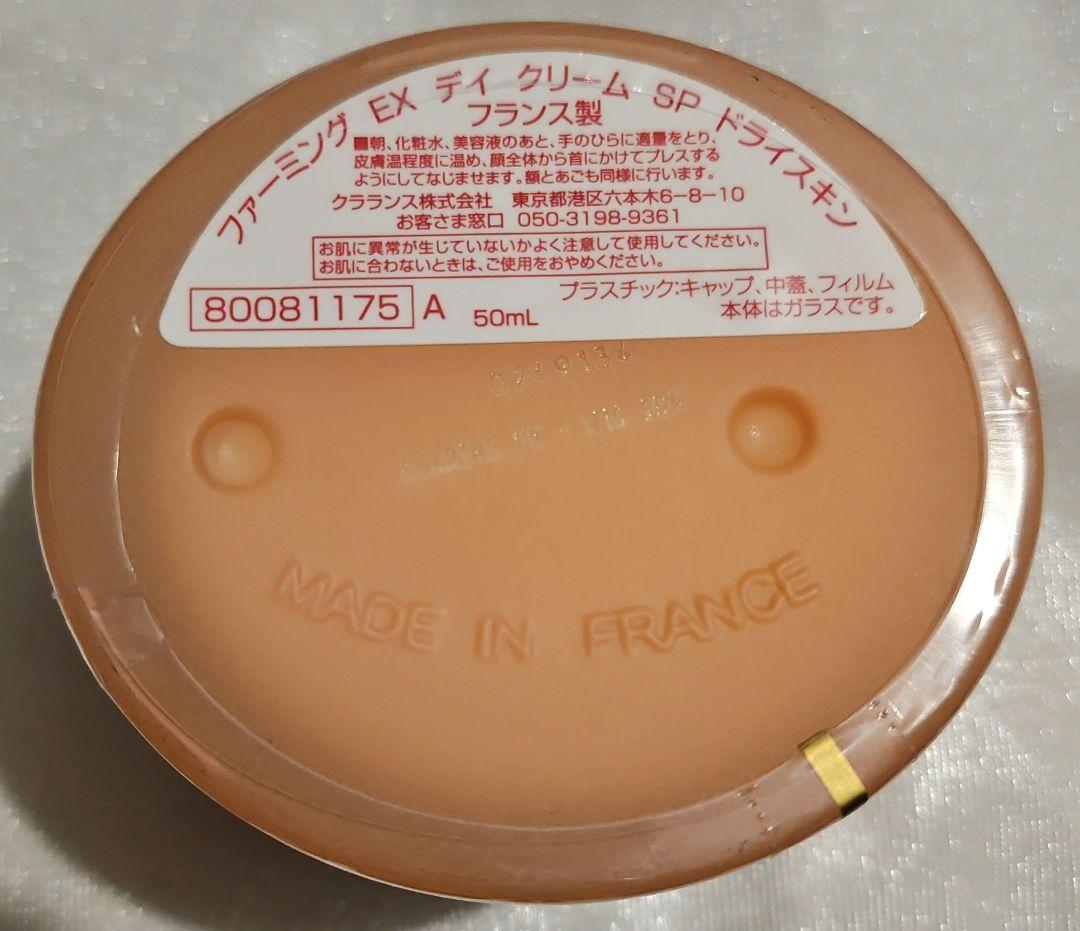 ファーミング EX デイ クリーム SP ドライスキン
フランス製
■朝、化粧水、美容液のあと、手のひらに適量をとり、
皮膚温程度に温め、顔全体から首にかけてプレスする
ようにしてなじませます。額とあごも同様に行います。
クラランス株式会社 東京都港区六本木6-8-10
お客さま窓口 050-3198-9361
お肌に異常が生じていないかよく注意して使用してください。
お肌に合わないときは、ご使用をおやめください。
プラスチック:キャップ、中蓋、フィルム
本体はガラスです。
80081175 A 50mL
MADE IN FRANCE